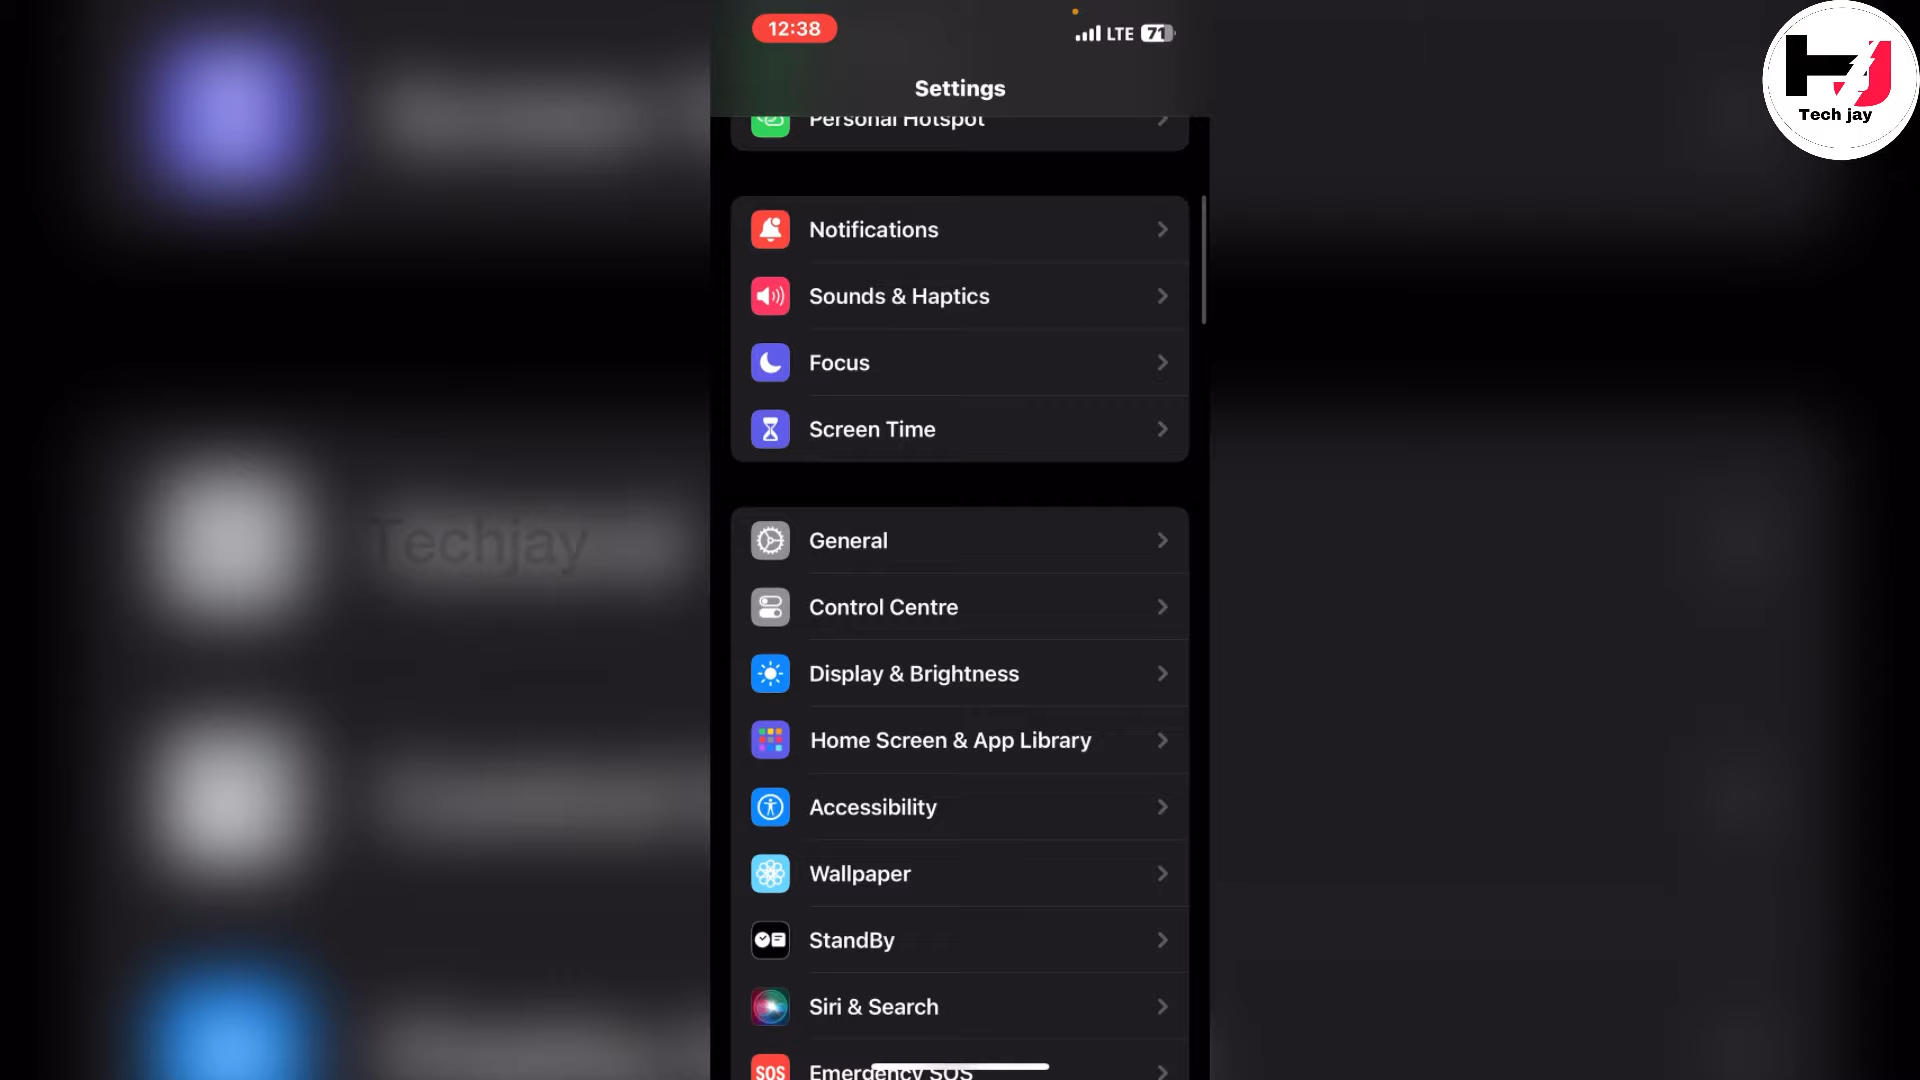 12:38
LTE 71
Tech jay
Settings
Personal Hotspot
Notifications
Sounds & Haptics
Focus
Screen Time
General
Techjay
Control Centre
Display & Brightness
Home Screen & App Library
Accessibility
Wallpaper
StandBy
Siri & Search
SOS Emergency SOS